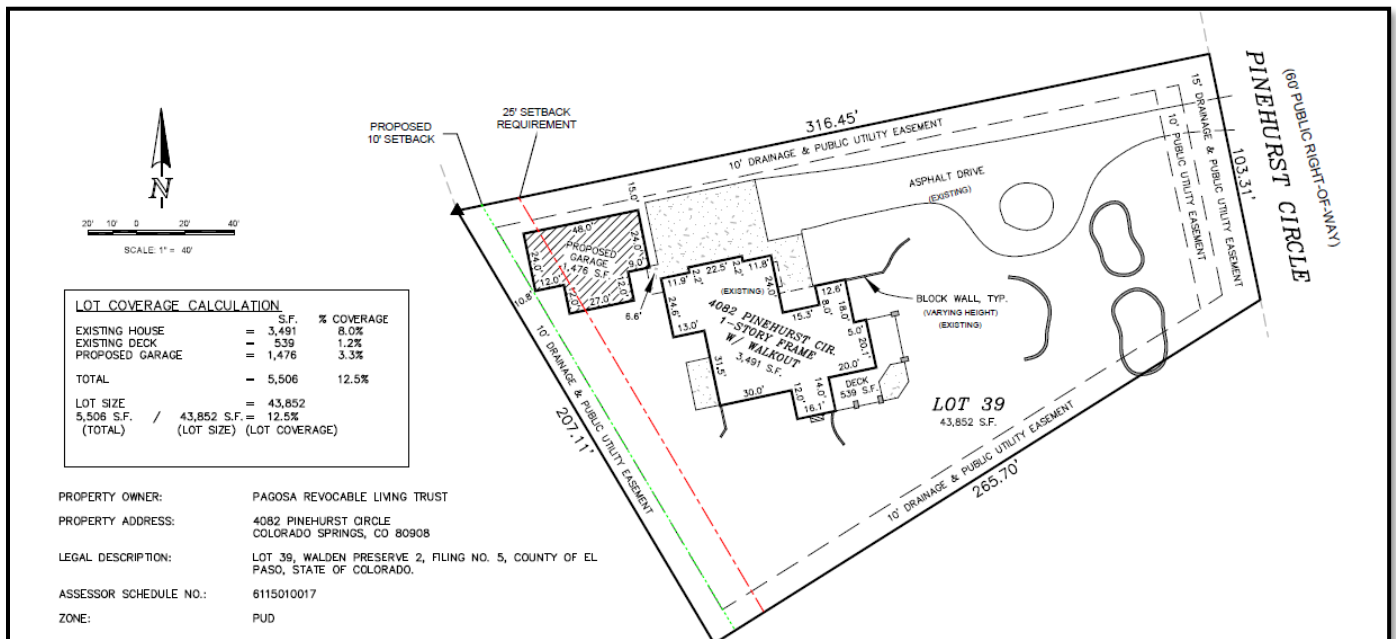 PROPOSED
10' SETBACK
25' SETBACK
REQUIREMENT
316.45'
10' DRAINAGE & PUBLIC UTILITY EASEMENT
PINEHURST CIRCLE
(60' PUBLIC RIGHT-OF-WAY)
15' DRAINAGE & PUBLIC UTILITY EASEMENT
10' PUBLIC UTILITY EASEMENT
103.31'
N
20' 10' 0 20' 40'
SCALE: 1" = 40'
ASPHALT DRIVE
(EXISTING)
15.0'
48.0'
24.0'
24.0'
PROPOSED
GARAGE
1,476 S.F.
9.0'
12.0'
12.0'
12.0'
27.0'
10.8'
6.6'
11.9'
2.2'
22.5'
2.2'
11.8'
24.0'
(EXISTING)
24.6'
13.0'
15.3'
8.0'
12.6'
18.0'
5.0'
20.1'
20.0'
4082 PINEHURST CIR.
1-STORY FRAME
W/ WALKOUT
3,491 S.F.
31.5'
30.0'
12.0'
16.1'
14.0'
DECK
539 S.F.
BLOCK WALL, TYP.
(VARYING HEIGHT)
(EXISTING)
LOT 39
43,852 S.F.
10' DRAINAGE & PUBLIC UTILITY EASEMENT
265.70'
10' DRAINAGE & PUBLIC UTILITY EASEMENT
207.11'
LOT COVERAGE CALCULATION
S.F. % COVERAGE
EXISTING HOUSE = 3,491 8.0%
EXISTING DECK = 539 1.2%
PROPOSED GARAGE = 1,476 3.3%
TOTAL = 5,506 12.5%
LOT SIZE = 43,852
5,506 S.F. / 43,852 S.F. = 12.5%
(TOTAL) (LOT SIZE) (LOT COVERAGE)
PROPERTY OWNER: PAGOSA REVOCABLE LIVING TRUST
PROPERTY ADDRESS: 4082 PINEHURST CIRCLE
COLORADO SPRINGS, CO 80908
LEGAL DESCRIPTION: LOT 39, WALDEN PRESERVE 2, FILING NO. 5, COUNTY OF EL
PASO, STATE OF COLORADO.
ASSESSOR SCHEDULE NO.: 6115010017
ZONE: PUD